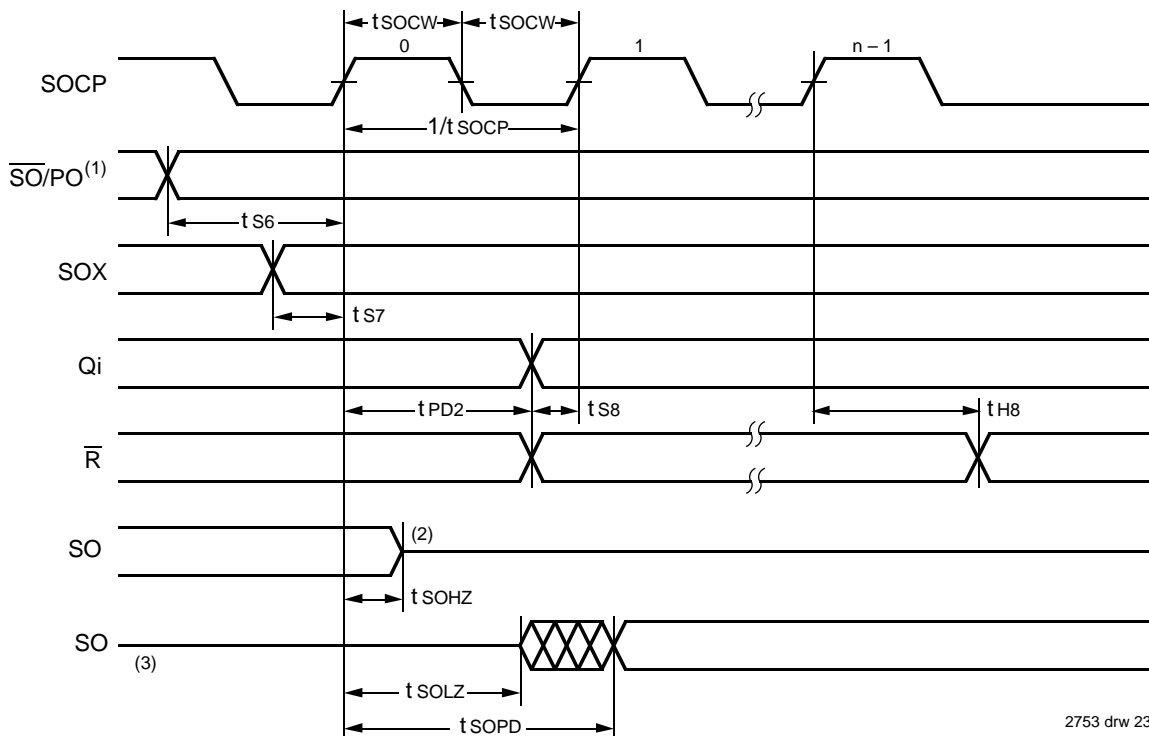 tSOCW tSOCW
0 1 n – 1
SOCP
1/tSOCP
SO/PO(1)
tS6
SOX
tS7
Qi
tPD2 tS8 tH8
R
SO (2)
tSOHZ
SO
(3)
tSOLZ
tSOPD
2753 drw 23